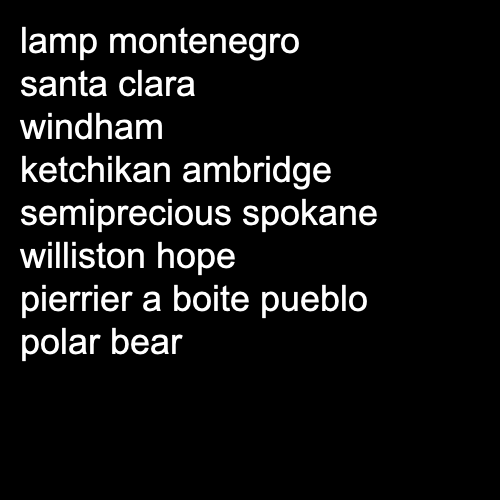 lamp montenegro
santa clara
windham
ketchikan ambridge
semiprecious spokane
williston hope
pierrier a boite pueblo
polar bear